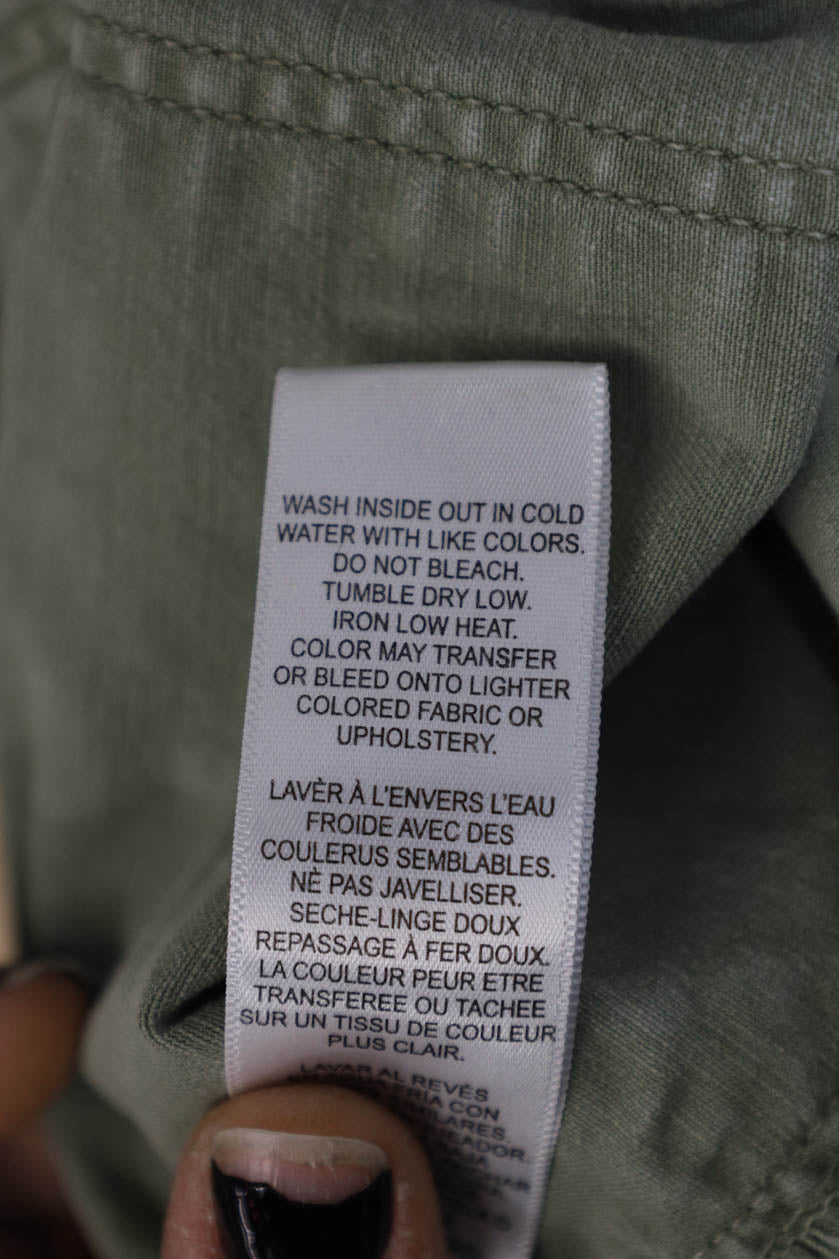 WASH INSIDE OUT IN COLD
WATER WITH LIKE COLORS.
DO NOT BLEACH.
TUMBLE DRY LOW.
IRON LOW HEAT.
COLOR MAY TRANSFER
OR BLEED ONTO LIGHTER
COLORED FABRIC OR
UPHOLSTERY.
LAVÈR À L'ENVERS L'EAU
FROIDE AVEC DES
COULERUS SEMBLABLES.
NÈ PAS JAVELLISER.
SECHE-LINGE DOUX
REPASSAGE À FER DOUX.
LA COULEUR PEUR ETRE
TRANSFEREE OU TACHEE
SUR UN TISSU DE COULEUR
PLUS CLAIR.
LAVAR AL REVÉS
FRÍA CON